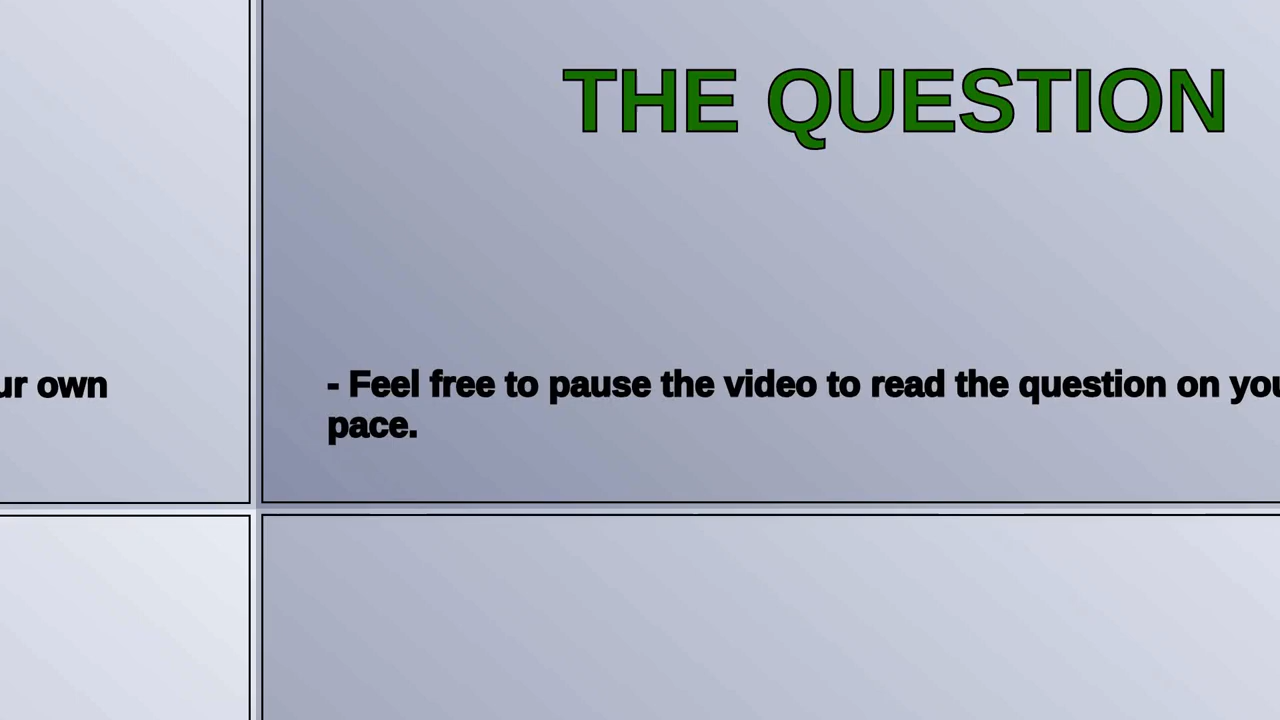 THE QUESTION
ur own
- Feel free to pause the video to read the question on you
pace.